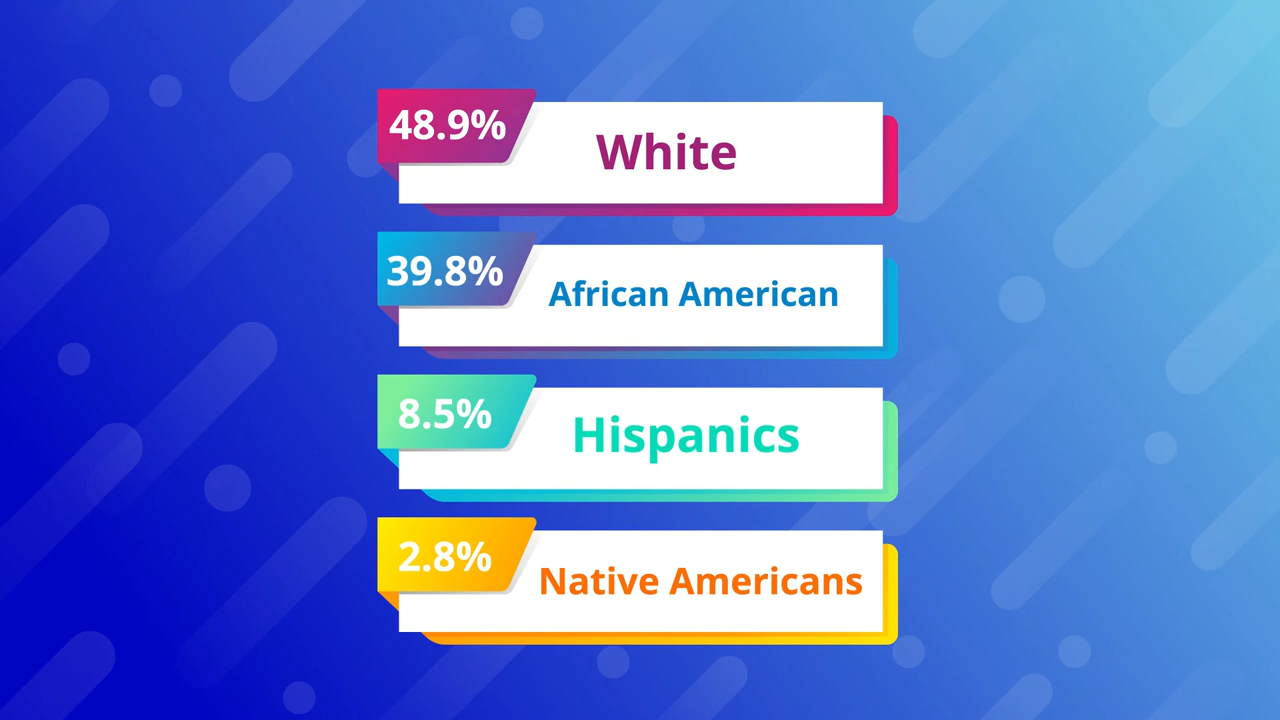 48.9%
White
39.8%
African American
8.5%
Hispanics
2.8%
Native Americans